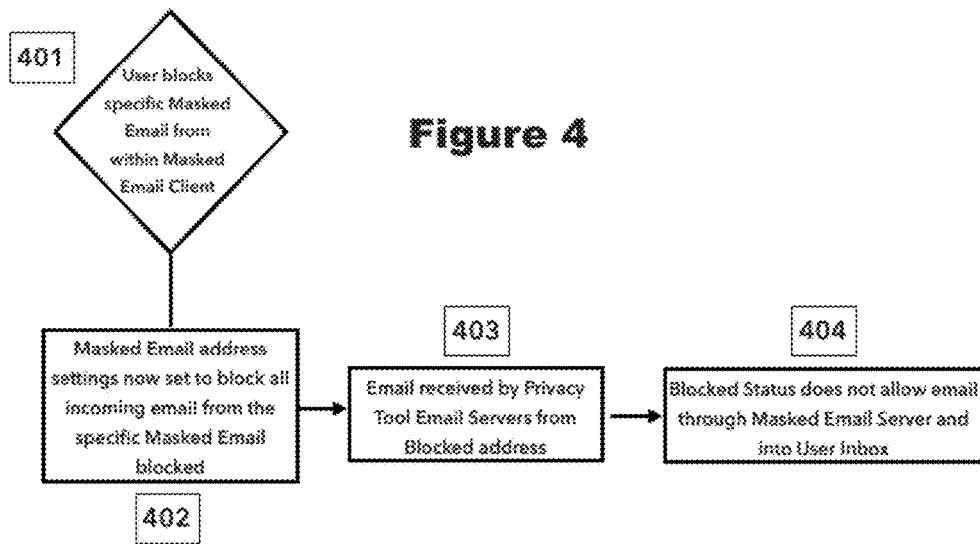 401
User blocks
specific Masked
Email from
within Masked
Email Client
Figure 4
Masked Email address
settings now set to block all
incoming email from the
specific Masked Email
blocked
402
403
Email received by Privacy
Tool Email Servers from
Blocked address
404
Blocked Status does not allow email
through Masked Email Server and
into User Inbox